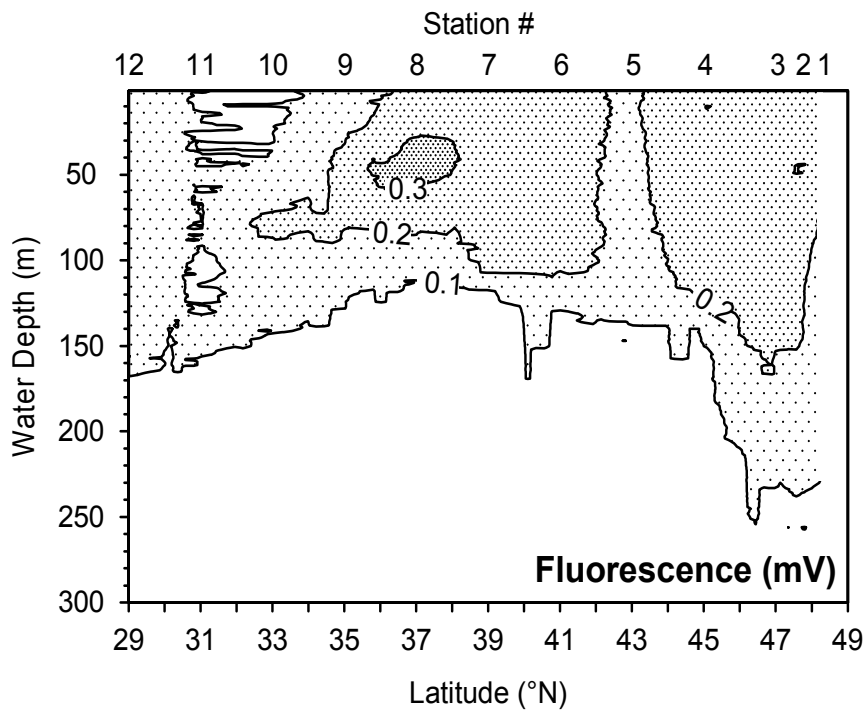 Station #
12 11 10 9 8 7 6 5 4 3 2 1
Water Depth (m)
50
100
150
200
250
300
0.3
0.2
0.1
0.2
Fluorescence (mV)
29 31 33 35 37 39 41 43 45 47 49
Latitude (°N)